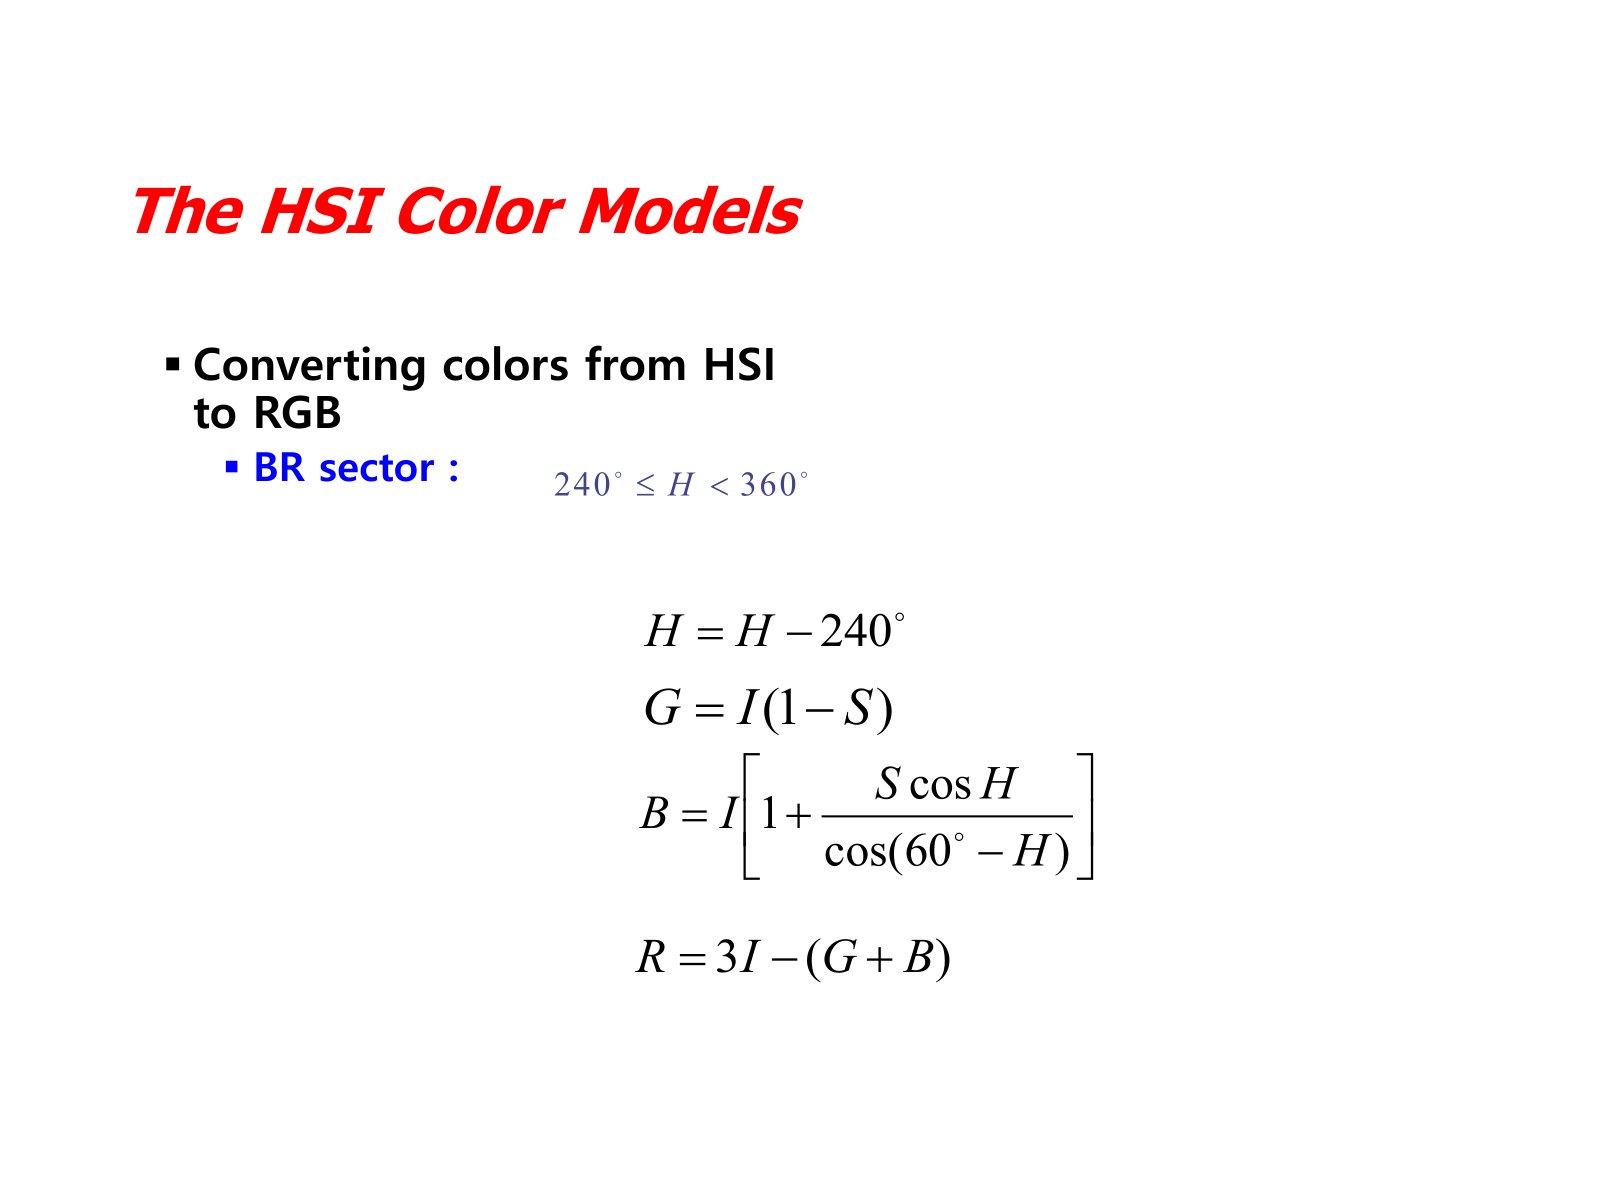 The HSI Color Models
▪ Converting colors from HSI
to RGB
▪ BR sector :
240° ≤ H < 360°
H = H − 240°
G = I(1 − S)
B = I[1 + S cos H / cos(60° − H)]
R = 3I − (G + B)